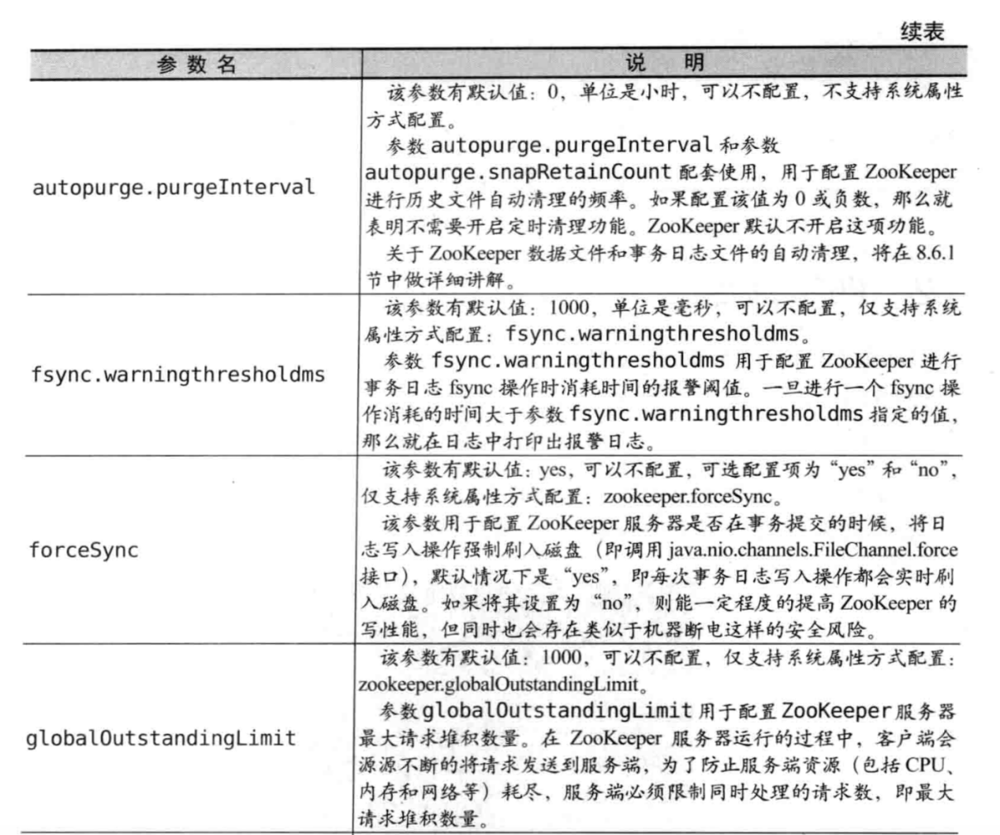 续表
参 数 名
说 明
autopurge.purgeInterval
该参数有默认值：0，单位是小时，可以不配置，不支持系统属性
方式配置。
参数 autopurge.purgeInterval 和参数
autopurge.snapRetainCount 配套使用，用于配置 ZooKeeper
进行历史文件自动清理的频率。如果配置该值为 0 或负数，那么就
表明不需要开启定时清理功能。ZooKeeper 默认不开启这项功能。
关于 ZooKeeper 数据文件和事务日志文件的自动清理，将在 8.6.1
节中做详细讲解。
fsync.warningthresholdms
该参数有默认值：1000，单位是毫秒，可以不配置，仅支持系统
属性方式配置：fsync.warningthresholdms。
参数 fsync.warningthresholdms 用于配置 ZooKeeper 进行
事务日志 fsync 操作时消耗时间的报警阈值。一旦进行一个 fsync 操
作消耗的时间大于参数 fsync.warningthresholdms 指定的值，
那么就在日志中打印出报警日志。
forceSync
该参数有默认值：yes，可以不配置，可选配置项为“yes”和“no”，
仅支持系统属性方式配置：zookeeper.forceSync。
该参数用于配置 ZooKeeper 服务器是否在事务提交的时候，将日
志写入操作强制刷入磁盘（即调用 java.nio.channels.FileChannel.force
接口），默认情况下是“yes”，即每次事务日志写入操作都会实时刷
入磁盘。如果将其设置为“no”，则能一定程度的提高 ZooKeeper 的
写性能，但同时也会存在类似于机器断电这样的安全风险。
globalOutstandingLimit
该参数有默认值：1000，可以不配置，仅支持系统属性方式配置：
zookeeper.globalOutstandingLimit。
参数 globalOutstandingLimit 用于配置 ZooKeeper 服务器
最大请求堆积数量。在 ZooKeeper 服务器运行的过程中，客户端会
源源不断的将请求发送到服务端，为了防止服务端资源（包括 CPU、
内存和网络等）耗尽，服务端必须限制同时处理的请求数，即最大
请求堆积数量。